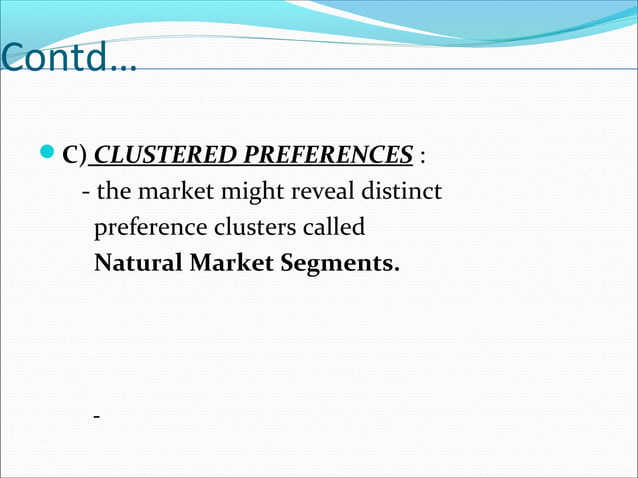 Contd...
C) CLUSTERED PREFERENCES :
- the market might reveal distinct
preference clusters called
Natural Market Segments.
-